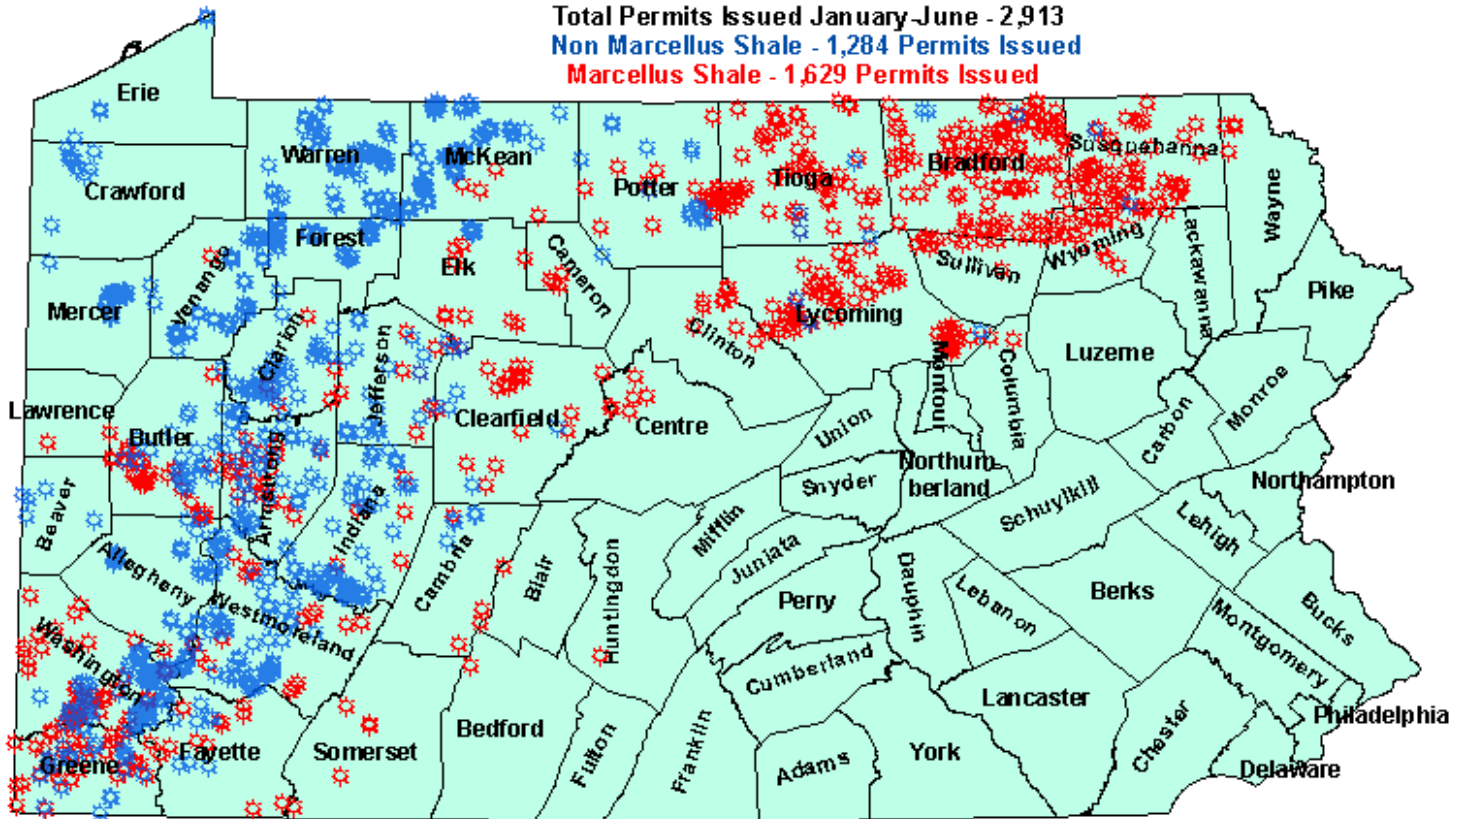 Total Permits Issued January-June - 2,913
Non Marcellus Shale - 1,284 Permits Issued
Marcellus Shale - 1,629 Permits Issued
Erie
Crawford
Warren
McKean
Potter
Tioga
Bradford
Susquehanna
Wayne
Forest
Venango
Mercer
Elk
Cameron
Clinton
Lycoming
Sullivan
Wyoming
ackawanna
Pike
Lawrence
Butler
Clarion
Jefferson
Clearfield
Centre
Union
Montour
Columbia
Luzerne
Carbon
Monroe
Beaver
Armstrong
Indiana
Snyder
Northum
berland
Schuylkill
Lehigh
Northampton
Allegheny
Westmoreland
Cambria
Blair
Huntingdon
Mifflin
Juniata
Perry
Dauphin
Lebanon
Berks
Montgomery
Bucks
Washington
Greene
Fayette
Somerset
Bedford
Fulton
Franklin
Cumberland
Adams
York
Lancaster
Chester
Delaware
Philadelphia